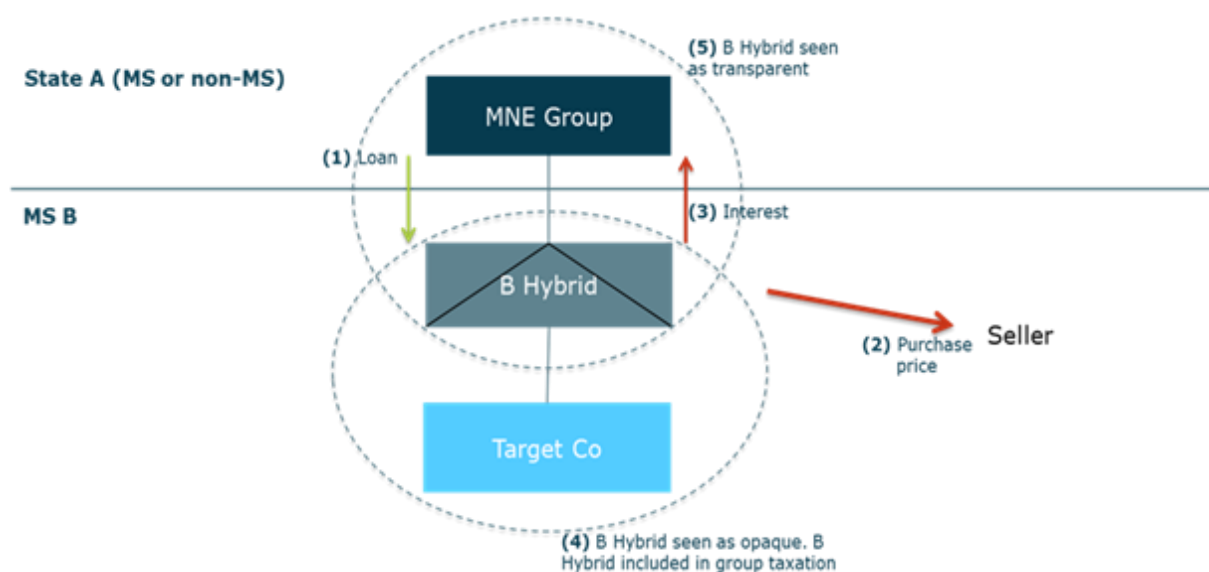 (5) B Hybrid seen
as transparent
State A (MS or non-MS)
MNE Group
(1) Loan
MS B
(3) Interest
B Hybrid
Seller
(2) Purchase
price
Target Co
(4) B Hybrid seen as opaque. B
Hybrid included in group taxation